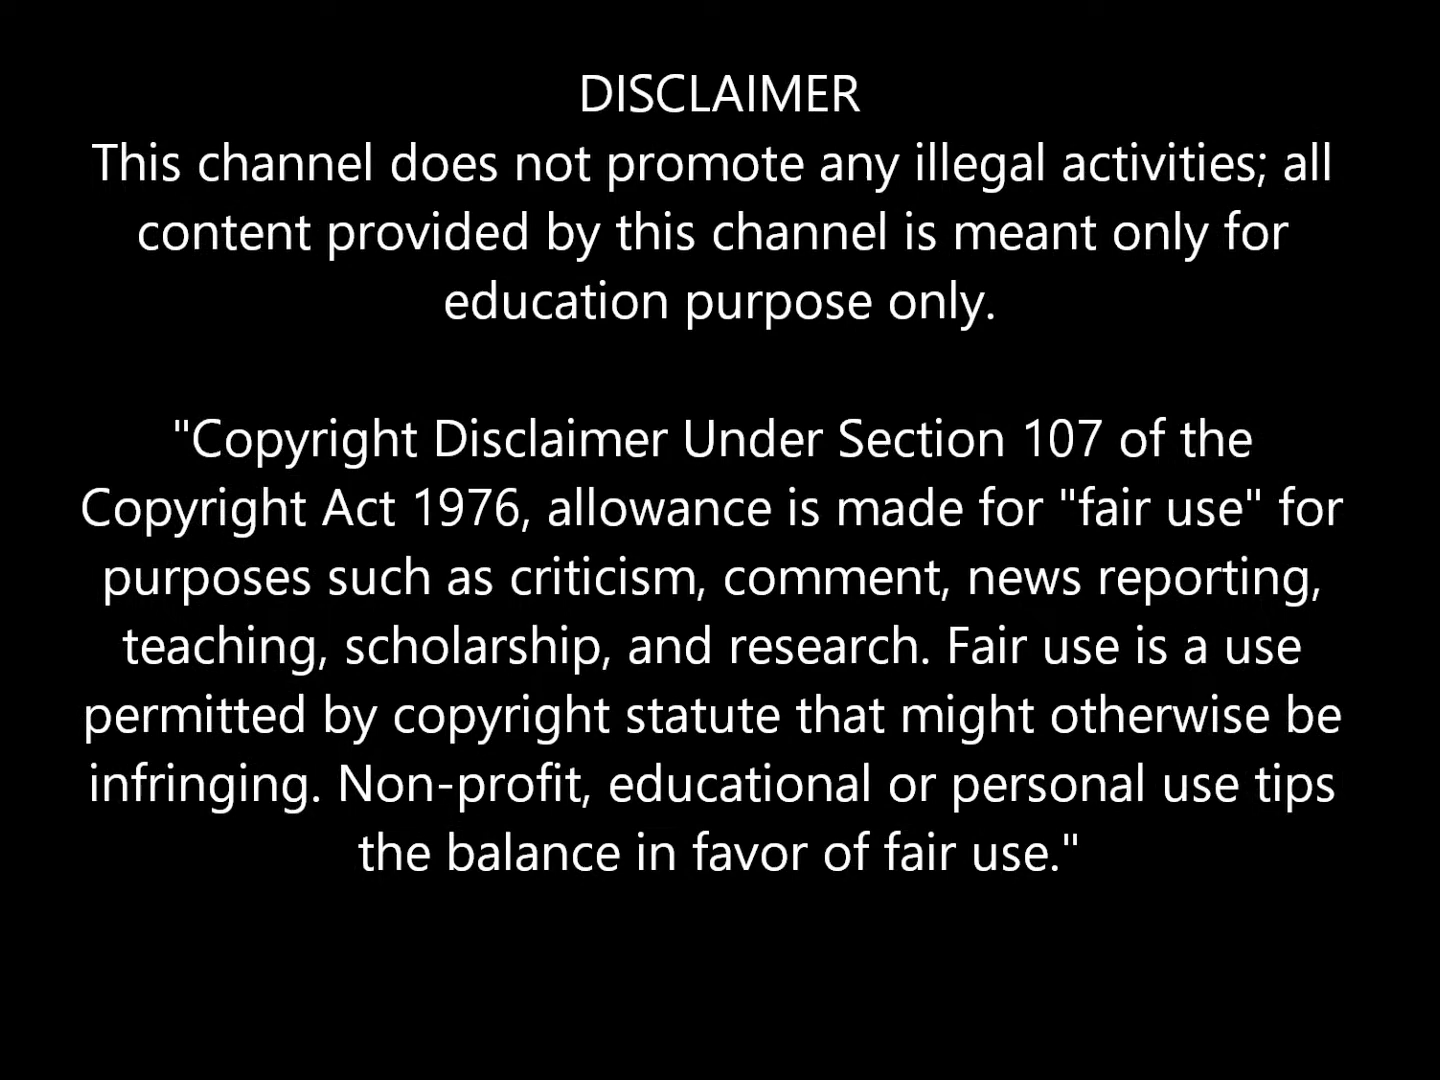 DISCLAIMER
This channel does not promote any illegal activities; all
content provided by this channel is meant only for
education purpose only.
"Copyright Disclaimer Under Section 107 of the
Copyright Act 1976, allowance is made for "fair use" for
purposes such as criticism, comment, news reporting,
teaching, scholarship, and research. Fair use is a use
permitted by copyright statute that might otherwise be
infringing. Non-profit, educational or personal use tips
the balance in favor of fair use."